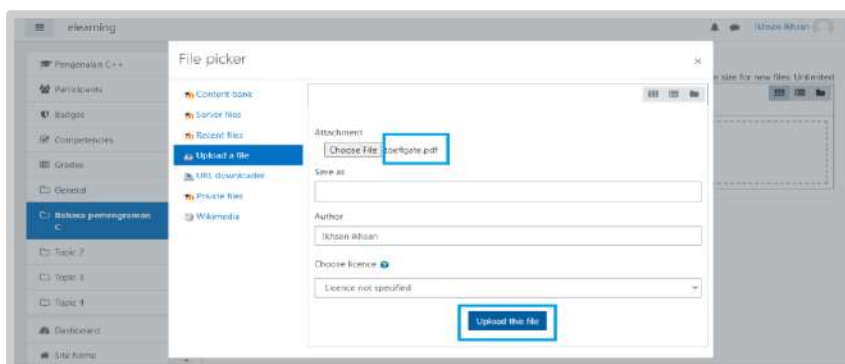 elearning
Ikhsan Ikhsan
Pengenalan C++
Participants
Badges
Competencies
Grades
General
Bahasa pemrograman
C
Topic 2
Topic 3
Topic 4
Dashboard
Site home
File picker
×
Content bank
Server files
Recent files
Upload a file
URL downloader
Private files
Wikimedia
Attachment
Choose File toeflgate.pdf
Save as
Author
Ikhsan Ikhsan
Choose licence
Licence not specified
Upload this file
size for new files: Unlimited